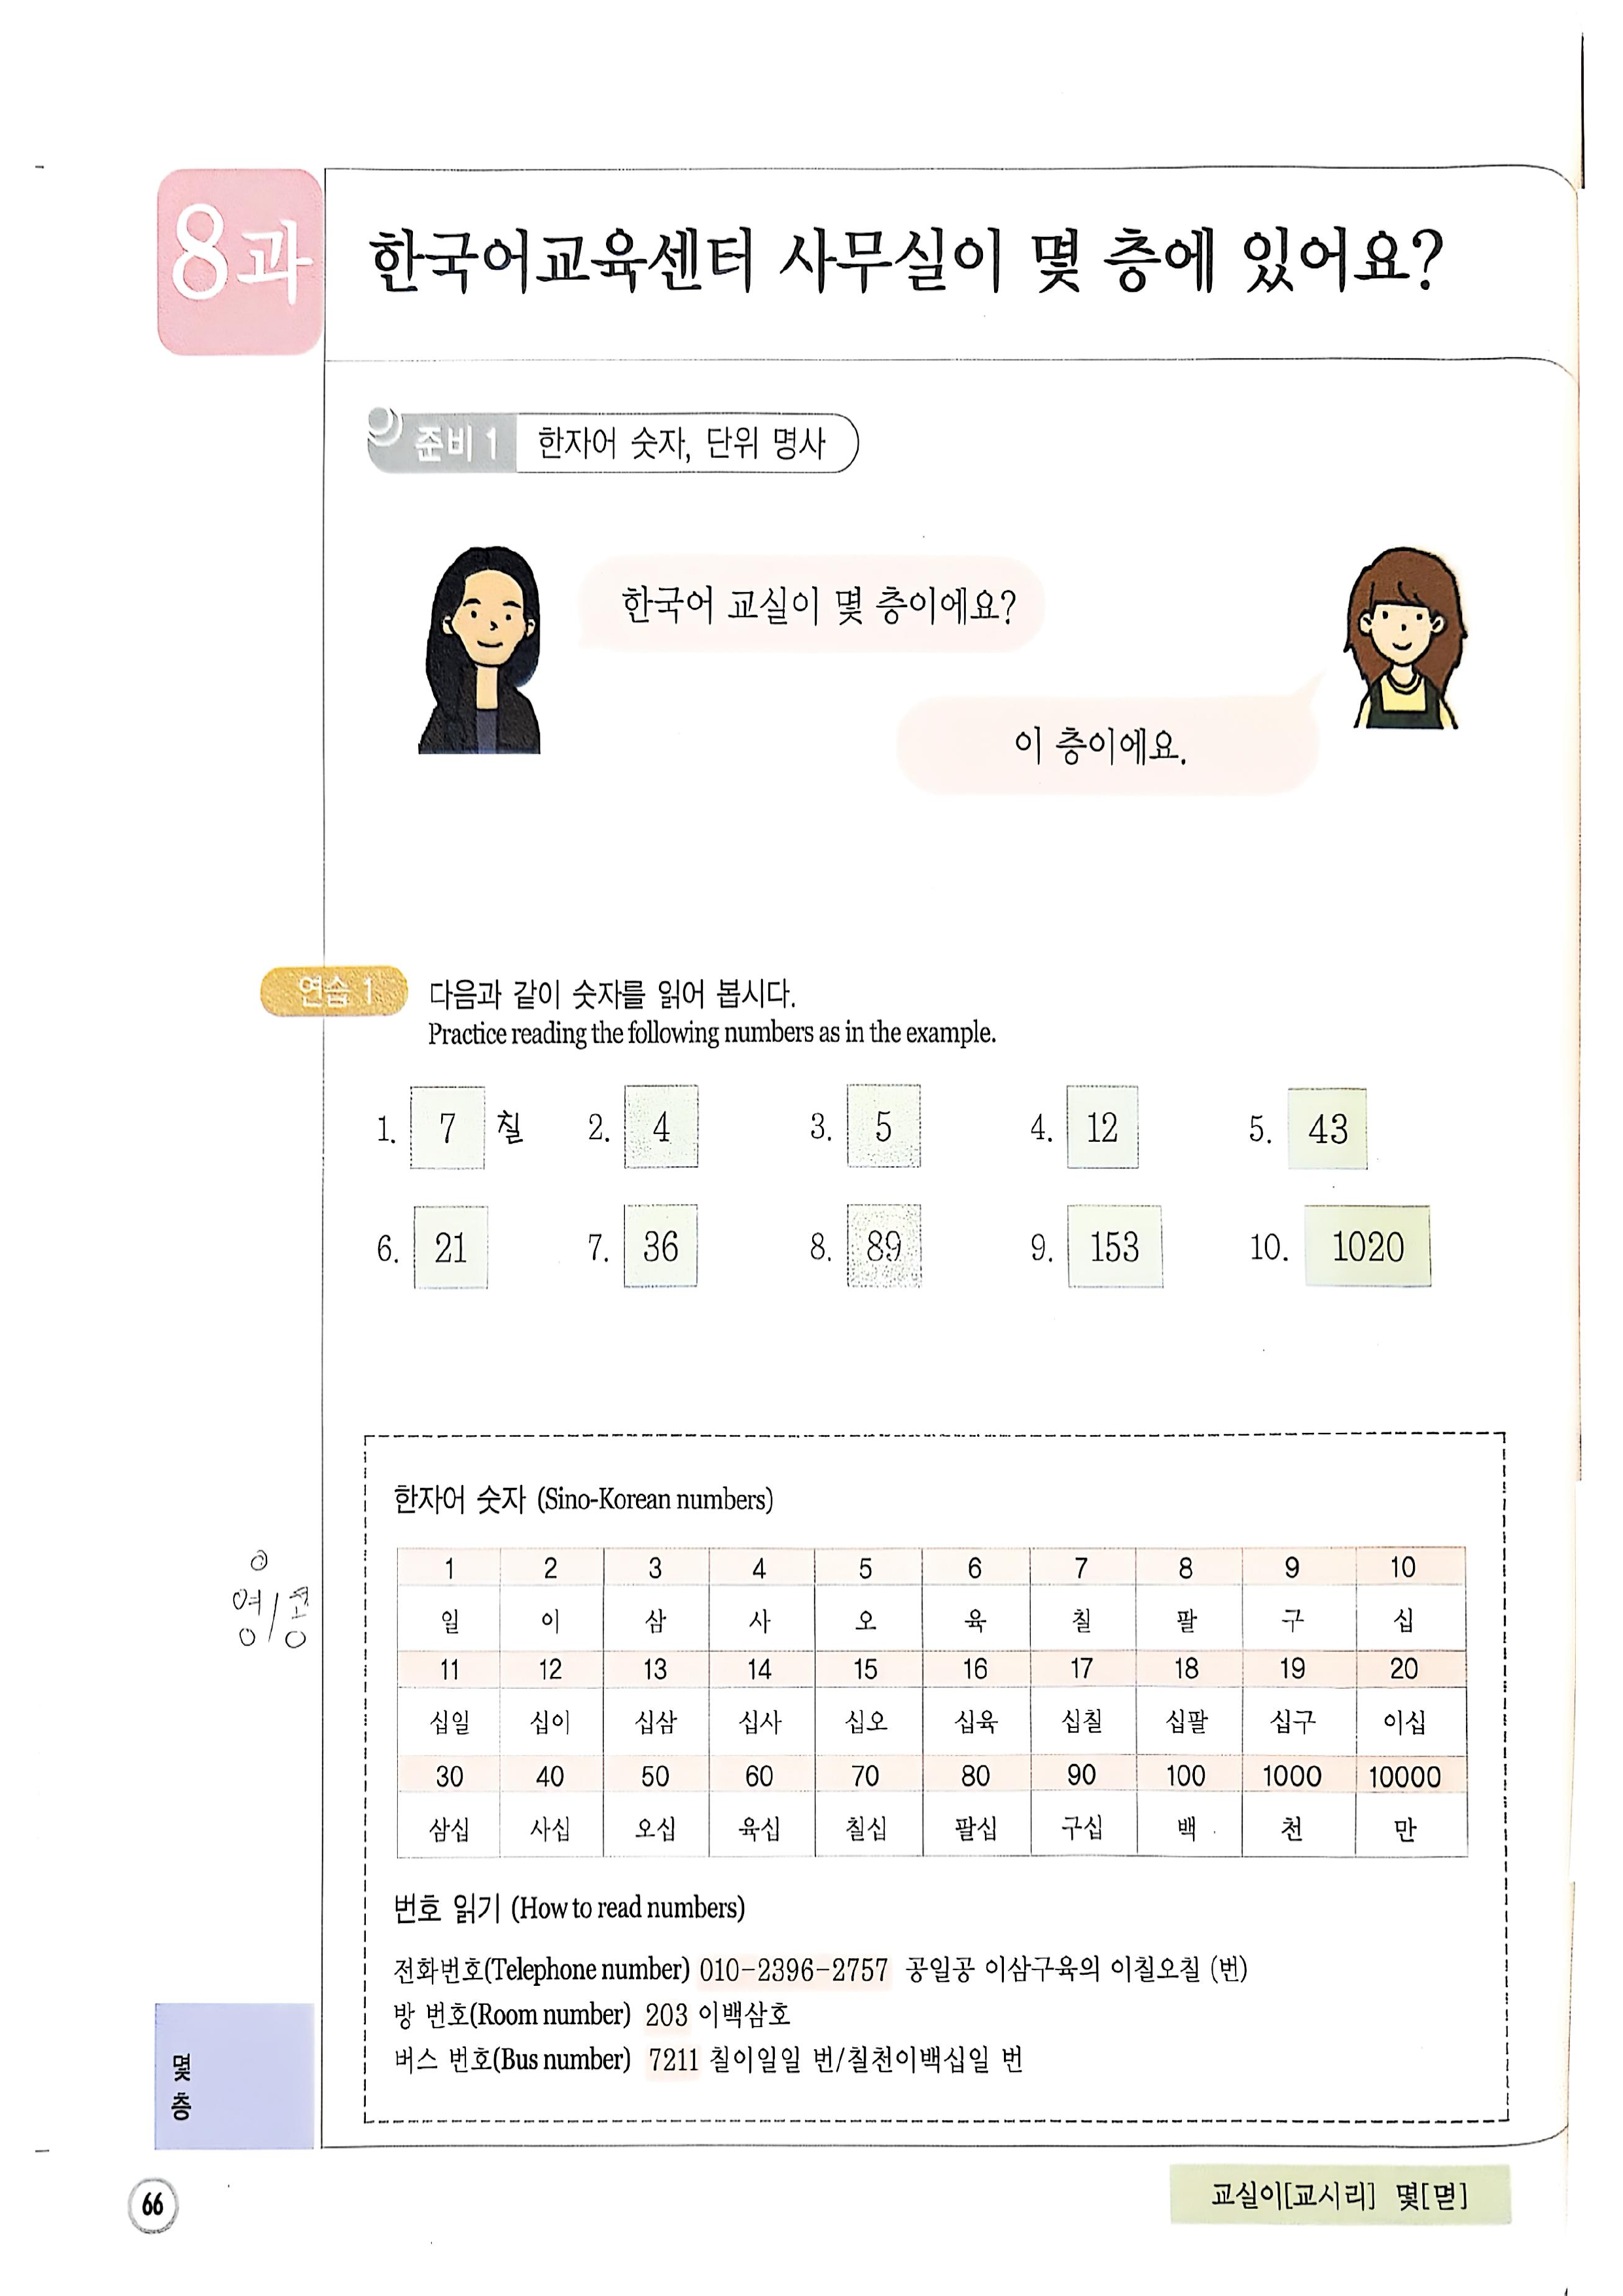 8과 한국어교육센터 사무실이 몇 층에 있어요?
준비 1 한자어 숫자, 단위 명사
한국어 교실이 몇 층이에요?
이 층이에요.
연습 1 다음과 같이 숫자를 읽어 봅시다.
Practice reading the following numbers as in the example.
1. 7 칠 2. 4 3. 5 4. 12 5. 43
6. 21 7. 36 8. 89 9. 153 10. 1020
한자어 숫자 (Sino-Korean numbers)
1 2 3 4 5 6 7 8 9 10
일 이 삼 사 오 육 칠 팔 구 십
11 12 13 14 15 16 17 18 19 20
십일 십이 십삼 십사 십오 십육 십칠 십팔 십구 이십
30 40 50 60 70 80 90 100 1000 10000
삼십 사십 오십 육십 칠십 팔십 구십 백 천 만
0
영/공
번호 읽기 (How to read numbers)
전화번호(Telephone number) 010-2396-2757 공일공 이삼구육의 이칠오칠 (번)
방 번호(Room number) 203 이백삼호
버스 번호(Bus number) 7211 칠이일일 번/칠천이백십일 번
몇
층
66
교실이[교시리] 몇[멷]